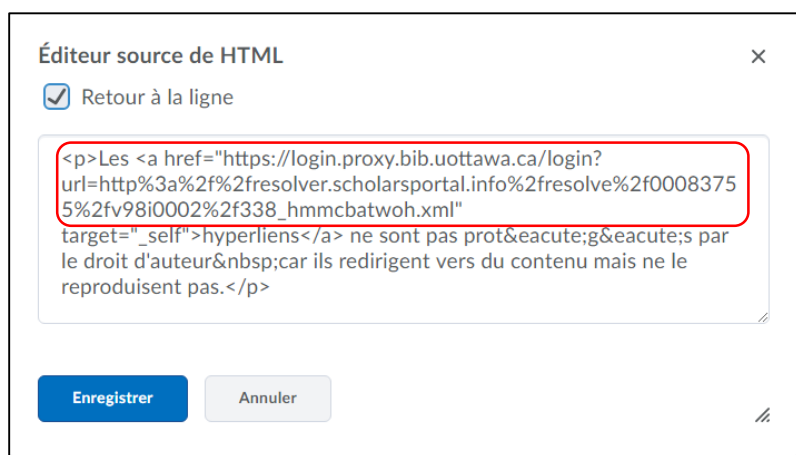 Éditeur source de HTML
Retour à la ligne
<p>Les <a href="https://login.proxy.bib.uottawa.ca/login?
url=http%3a%2f%2fresolver.scholarsportal.info%2fresolve%2f0008375
5%2fv98i0002%2f338_hmmcbatwoh.xml"
target="_self">hyperliens</a> ne sont pas prot&eacute;g&eacute;s par
le droit d'auteur&nbsp;car ils redirigent vers du contenu mais ne le
reproduisent pas.</p>
Enregistrer
Annuler